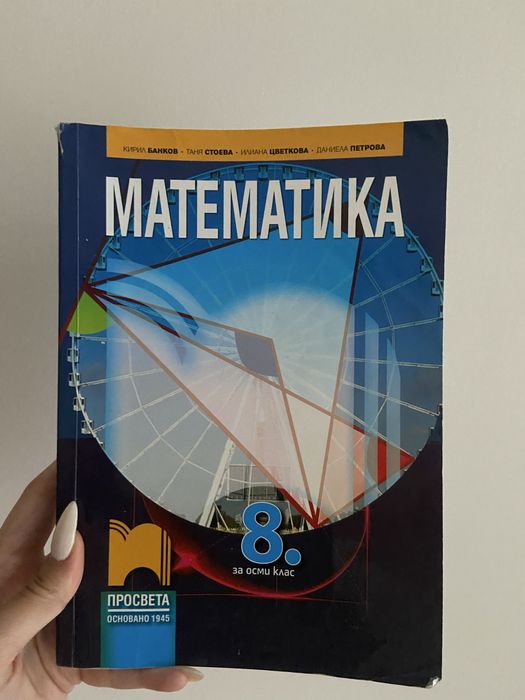 КИРИЛ БАНКОВ • ТАНЯ СТОЕВА • ИЛИАНА ЦВЕТКОВА • ДАНИЕЛА ПЕТРОВА
МАТЕМАТИКА
8.
за осми клас
ПРОСВЕТА
ОСНОВАНО 1945